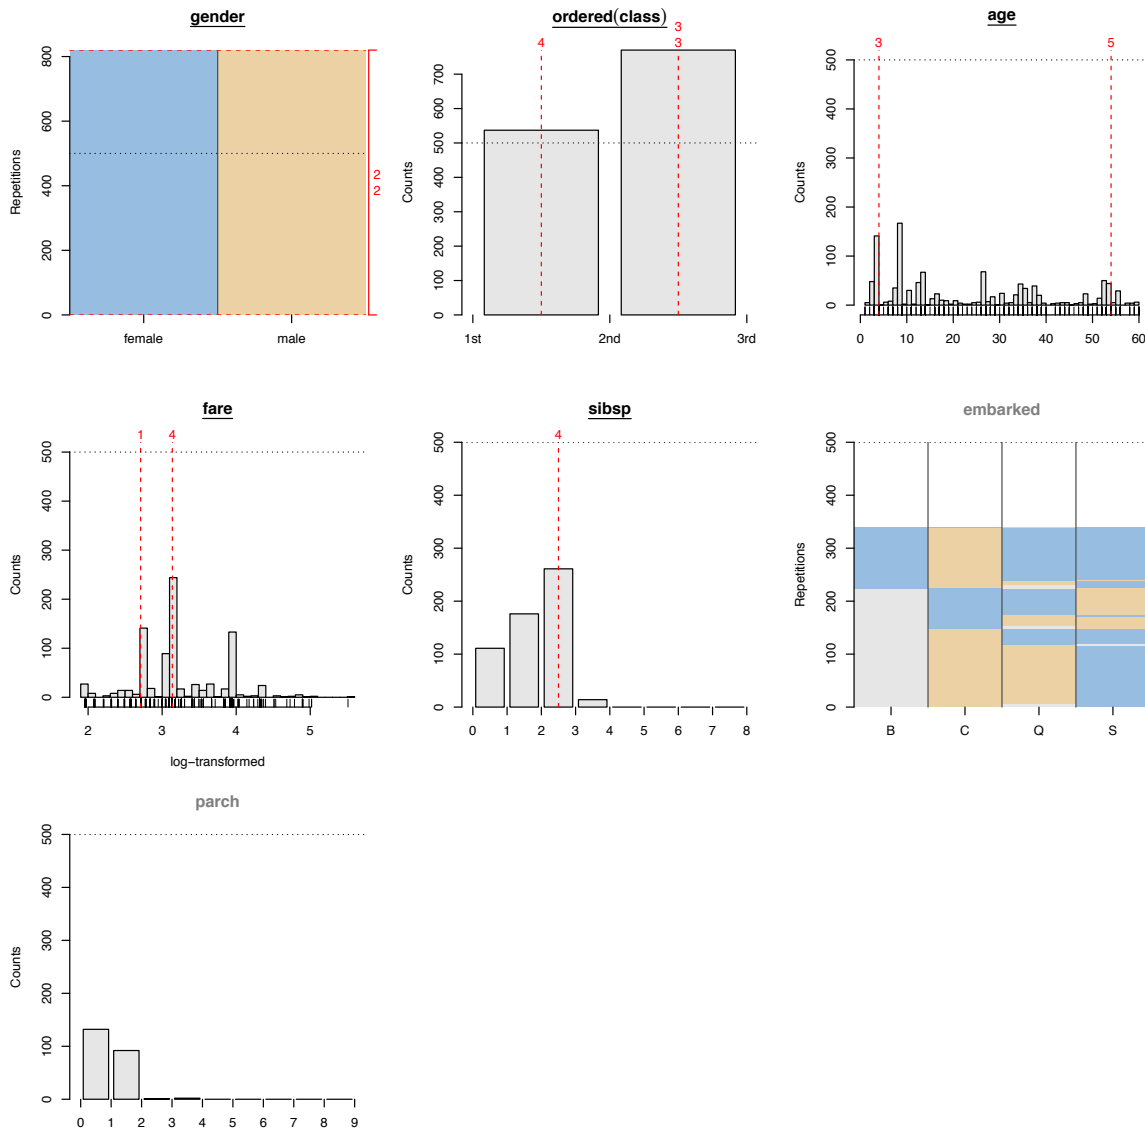 gender
Repetitions
0 200 400 600 800
female male
2
2
ordered(class)
3
4 3
Counts
0 100 200 300 400 500 600 700
1st 2nd 3rd
age
3 5
Counts
0 100 200 300 400 500
0 10 20 30 40 50 60
fare
1 4
Counts
0 100 200 300 400 500
2 3 4 5
log-transformed
sibsp
4
Counts
0 100 200 300 400 500
0 1 2 3 4 5 6 7 8
embarked
Repetitions
0 100 200 300 400 500
B C Q S
parch
Counts
0 100 200 300 400 500
0 1 2 3 4 5 6 7 8 9